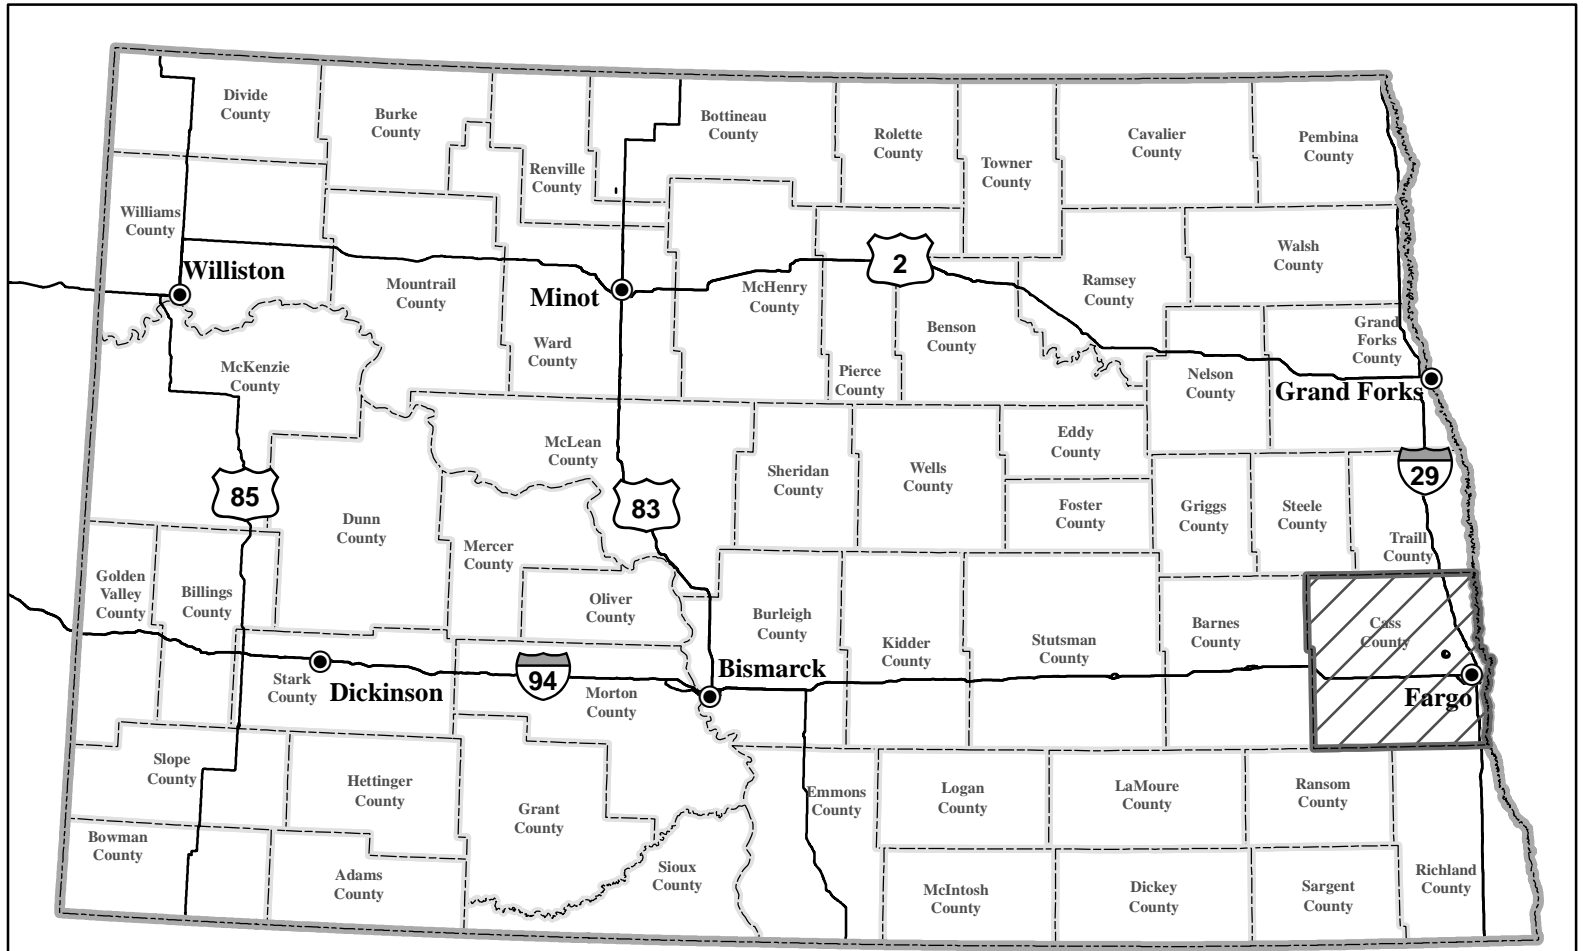 Divide
County
Burke
County
Renville
County
Bottineau
County
Rolette
County
Towner
County
Cavalier
County
Pembina
County
Williams
County
Williston
Mountrail
County
Minot
Ward
County
McHenry
County
2
Pierce
County
Benson
County
Ramsey
County
Walsh
County
Grand
Forks
County
Nelson
County
Grand Forks
McKenzie
County
McLean
County
Sheridan
County
Wells
County
Eddy
County
Foster
County
Griggs
County
Steele
County
29
Traill
County
85
83
Dunn
County
Mercer
County
Golden
Valley
County
Billings
County
Oliver
County
Burleigh
County
Kidder
County
Stutsman
County
Barnes
County
Cass
County
Fargo
Stark
County
Dickinson
94
Morton
County
Bismarck
Slope
County
Hettinger
County
Grant
County
Emmons
County
Logan
County
LaMoure
County
Ransom
County
Bowman
County
Adams
County
Sioux
County
McIntosh
County
Dickey
County
Sargent
County
Richland
County